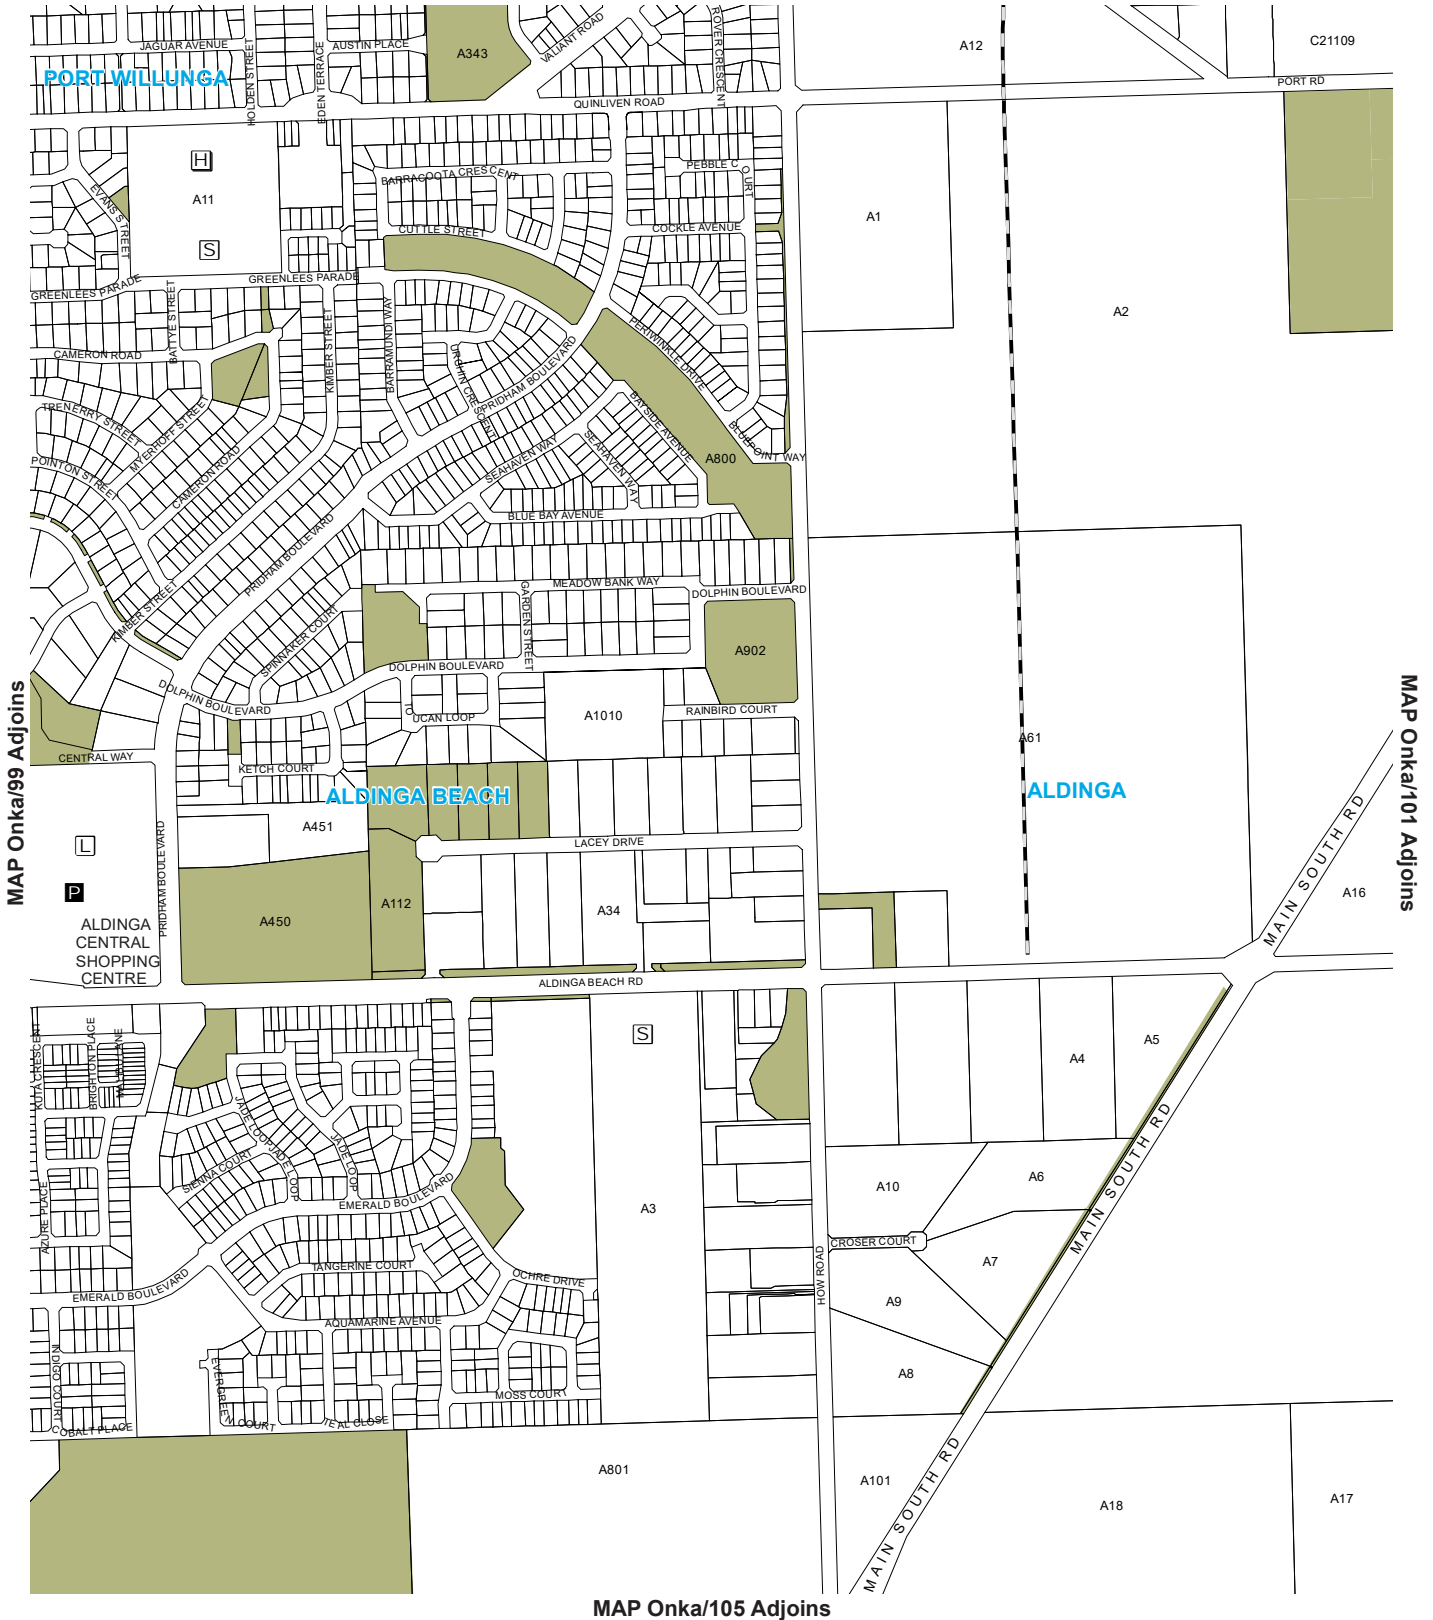 JAGUAR AVENUE
HOLDEN STREET
EDEN TERRACE
AUSTIN PLACE
A343
VALIANT ROAD
ROVER CRESCENT
A12
C21109
PORT WILLUNGA
QUINLIVEN ROAD
PORT RD
H
A11
S
EVANS STREET
BARRACOOTA CRESCENT
PEBBLE COURT
CUTTLE STREET
COCKLE AVENUE
A1
A2
GREENLEES PARADE
GREENLEES PARADE
BATTYE STREET
CAMERON ROAD
KIMBER STREET
BARRAMUNDI WAY
URCHIN CRESCENT
PRIDHAM BOULEVARD
PERIWINKLE DRIVE
TRENERRY STREET
MYERHOFF STREET
CAMERON ROAD
POINTON STREET
SEAHAVEN WAY
SEAHAVEN WAY
BAYSIDE AVENUE
BLUEPOINT WAY
A800
BLUE BAY AVENUE
PRIDHAM BOULEVARD
KIMBER STREET
MEADOW BANK WAY
DOLPHIN BOULEVARD
GARDEN STREET
SPINNAKER COURT
A902
DOLPHIN BOULEVARD
DOLPHIN BOULEVARD
TOUCAN LOOP
A1010
RAINBIRD COURT
A61
CENTRAL WAY
KETCH COURT
ALDINGA BEACH
ALDINGA
MAP Onka/99 Adjoins
MAP Onka/101 Adjoins
A451
LACEY DRIVE
L
P
PRIDHAM BOULEVARD
MAIN SOUTH RD
A16
A450
A112
A34
ALDINGA
CENTRAL
SHOPPING
CENTRE
ALDINGA BEACH RD
KUTA CRESCENT
BRIGHTON PLACE
MALIBU LANE
S
A5
A4
JADE LOOP
JADE LOOP
JADE LOOP
SIENNA COURT
EMERALD BOULEVARD
AZURE PLACE
A3
A10
A6
MAIN SOUTH RD
CROSER COURT
HOW ROAD
A7
A9
A8
TANGERINE COURT
OCHRE DRIVE
EMERALD BOULEVARD
AQUAMARINE AVENUE
INDIGO COURT
EVERGREEN COURT
MOSS COURT
TEAL CLOSE
COBALT PLACE
A801
A101
MAIN SOUTH RD
A18
A17
MAP Onka/105 Adjoins